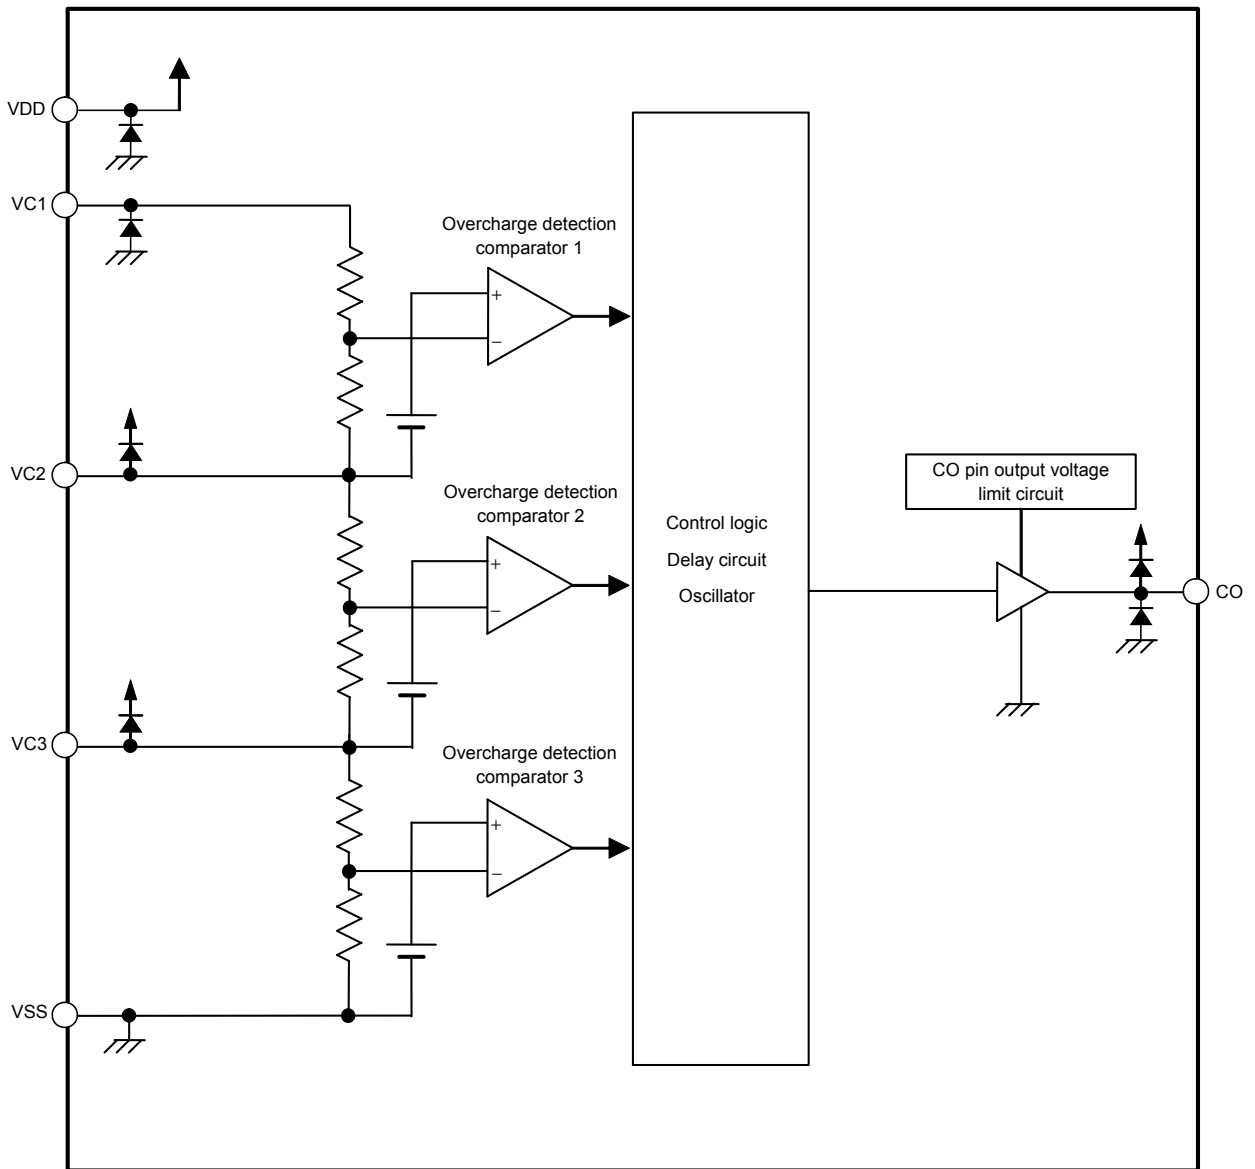 VDD
VC1
Overcharge detection
comparator 1
+
−
VC2
Overcharge detection
comparator 2
+
−
Control logic
Delay circuit
Oscillator
CO pin output voltage
limit circuit
CO
VC3
Overcharge detection
comparator 3
+
−
VSS